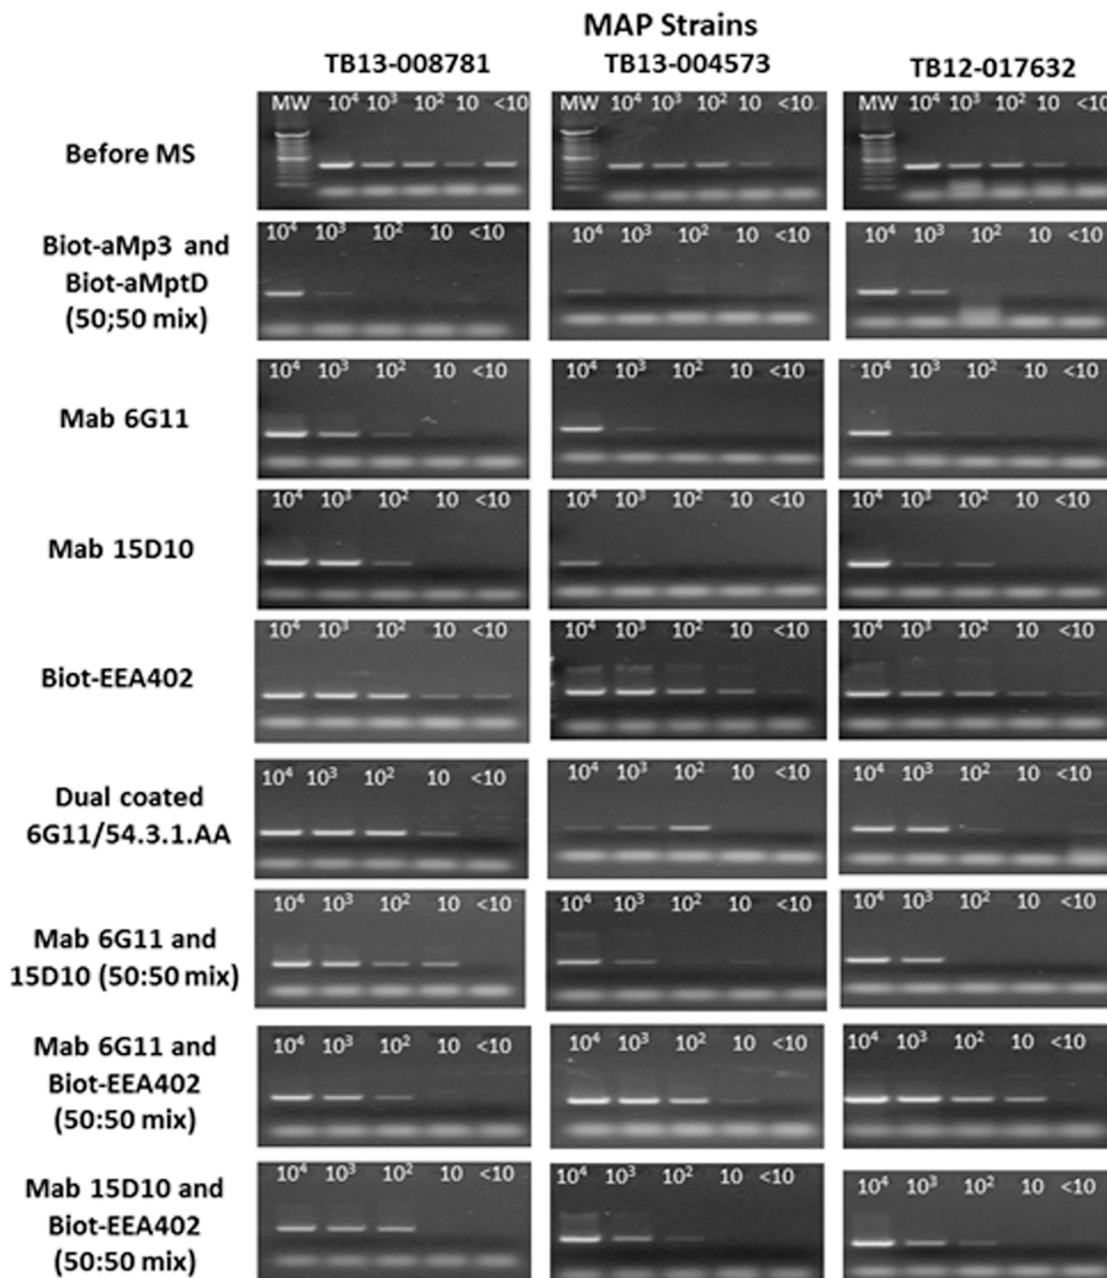 MAP Strains
TB13-008781 TB13-004573 TB12-017632
Before MS
MW 10⁴ 10³ 10² 10 <10 MW 10⁴ 10³ 10² 10 <10 MW 10⁴ 10³ 10² 10 <10
Biot-aMp3 and
Biot-aMptD
(50;50 mix)
10⁴ 10³ 10² 10 <10 10⁴ 10³ 10² 10 <10 10⁴ 10³ 10² 10 <10
Mab 6G11
10⁴ 10³ 10² 10 <10 10⁴ 10³ 10² 10 <10 10⁴ 10³ 10² 10 <10
Mab 15D10
10⁴ 10³ 10² 10 <10 10⁴ 10³ 10² 10 <10 10⁴ 10³ 10² 10 <10
Biot-EEA402
10⁴ 10³ 10² 10 <10 10⁴ 10³ 10² 10 <10 10⁴ 10³ 10² 10 <10
Dual coated
6G11/54.3.1.AA
10⁴ 10³ 10² 10 <10 10⁴ 10³ 10² 10 <10 10⁴ 10³ 10² 10 <10
Mab 6G11 and
15D10 (50:50 mix)
10⁴ 10³ 10² 10 <10 10⁴ 10³ 10² 10 <10 10⁴ 10³ 10² 10 <10
Mab 6G11 and
Biot-EEA402
(50:50 mix)
10⁴ 10³ 10² 10 <10 10⁴ 10³ 10² 10 <10 10⁴ 10³ 10² 10 <10
Mab 15D10 and
Biot-EEA402
(50:50 mix)
10⁴ 10³ 10² 10 <10 10⁴ 10³ 10² 10 <10 10⁴ 10³ 10² 10 <10